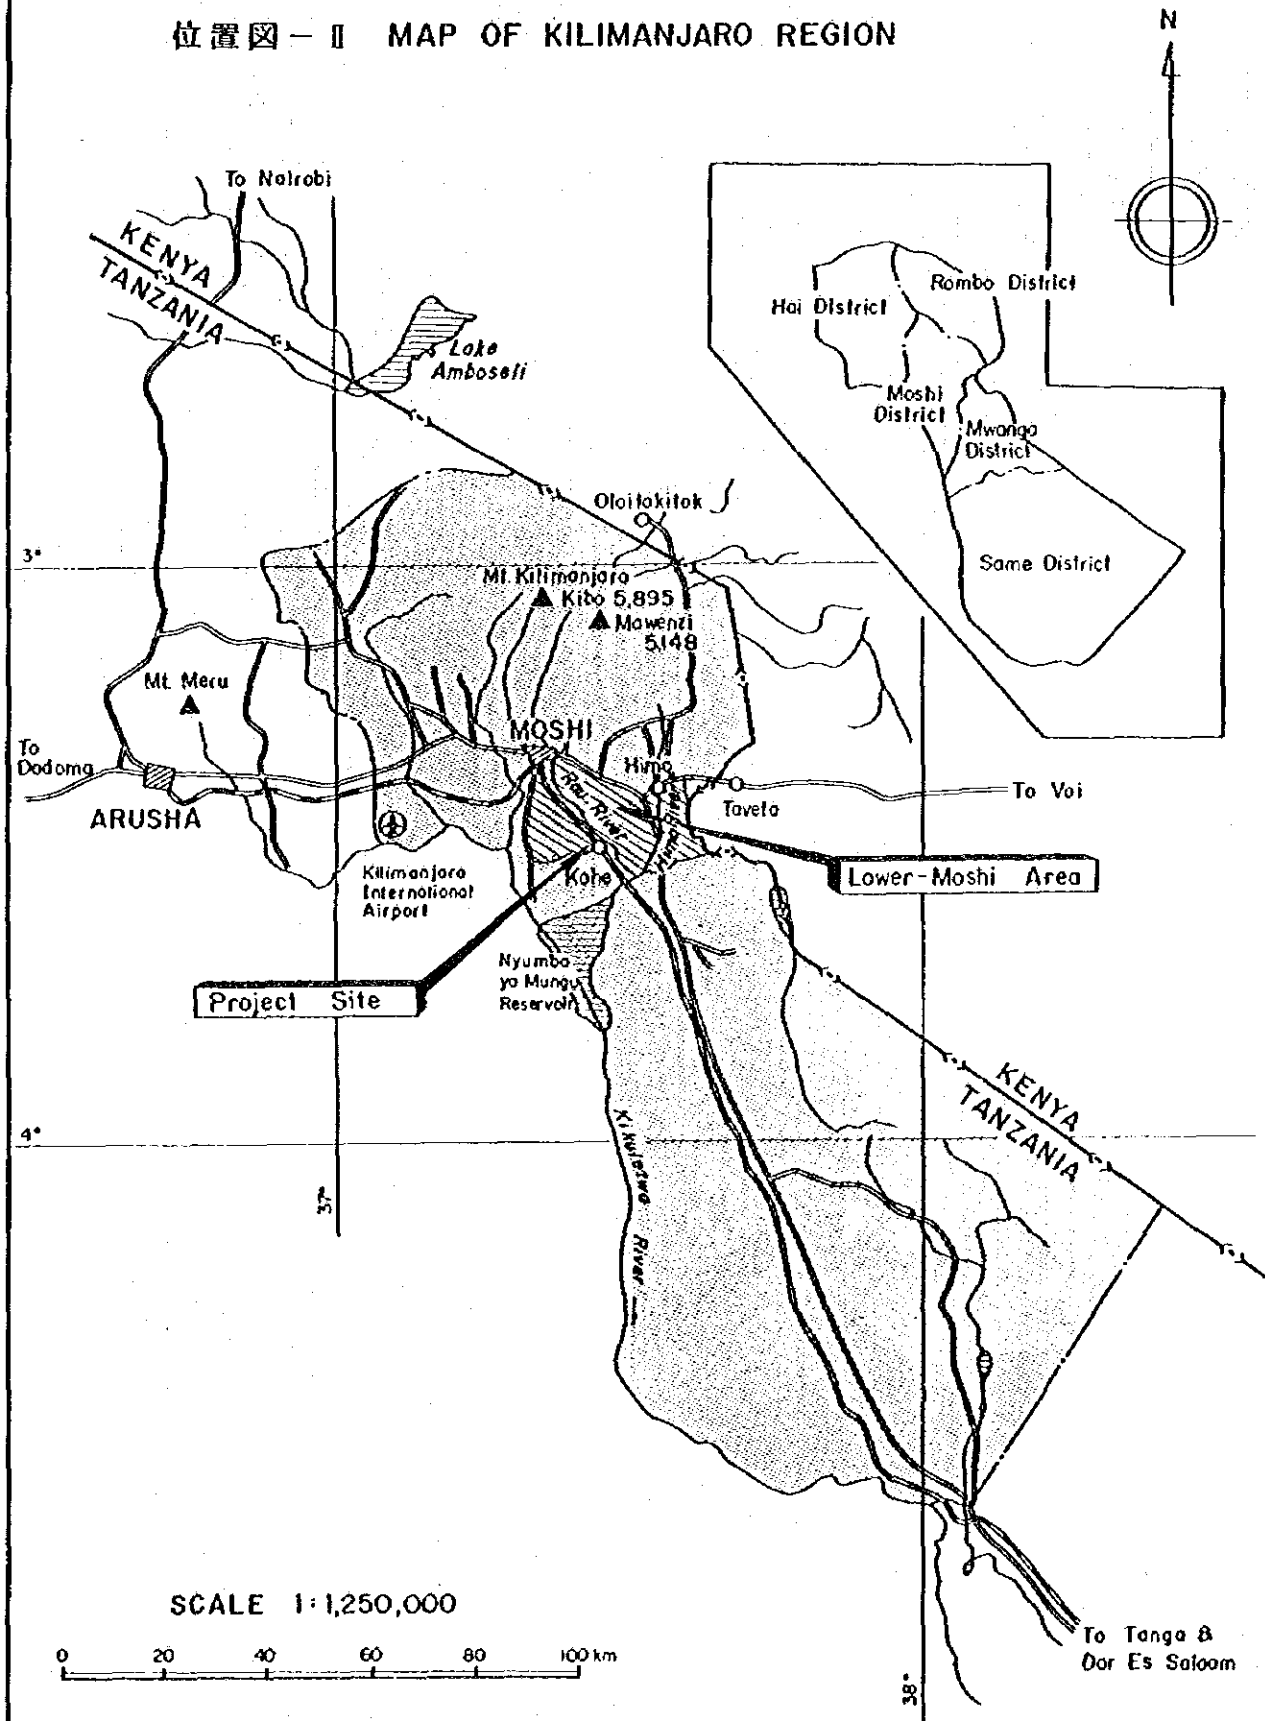 位置図－Ⅱ MAP OF KILIMANJARO REGION
N
To Nairobi
KENYA
TANZANIA
Lake
Amboseli
Hai District
Rombo District
Moshi
District
Mwanga
District
Same District
Oloitokitok
3°
Mt. Kilimanjaro
Kibo 5,895
Mawenzi
5,148
Mt. Meru
MOSHI
To
Dodoma
Himo
Rau River
Taveta
To Voi
ARUSHA
Kilimanjaro
International
Airport
Kahe
Lower-Moshi Area
Nyumba
ya Mungu
Reservoir
Project Site
KENYA
TANZANIA
4°
37°
Kikuletwa River
SCALE 1:1,250,000
0 20 40 60 80 100 km
To Tanga &
Dar Es Salaam
38°